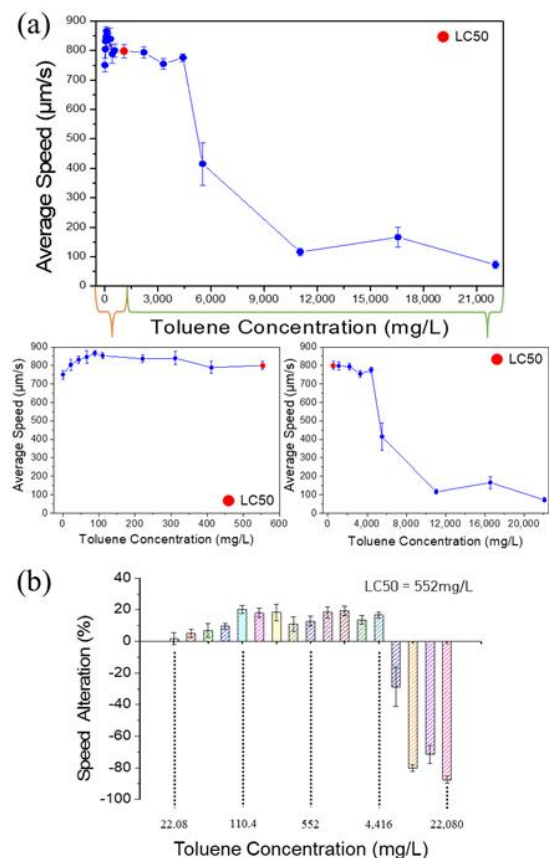 (a)
LC50
Average Speed (μm/s)
900
800
700
600
500
400
300
200
100
0
0
3,000
6,000
9,000
12,000
15,000
18,000
21,000
Toluene Concentration (mg/L)
Average Speed (μm/s)
900
800
700
600
500
400
300
200
100
0
LC50
0 100 200 300 400 500 600
Toluene Concentration (mg/L)
Average Speed (μm/s)
900
800
700
600
500
400
300
200
100
0
LC50
0 4,000 8,000 12,000 16,000 20,000
Toluene Concentration (mg/L)
(b)
LC50 = 552mg/L
Speed Alteration (%)
40
20
0
-20
-40
-60
-80
-100
22.08 110.4 552 4,416 22,080
Toluene Concentration (mg/L)